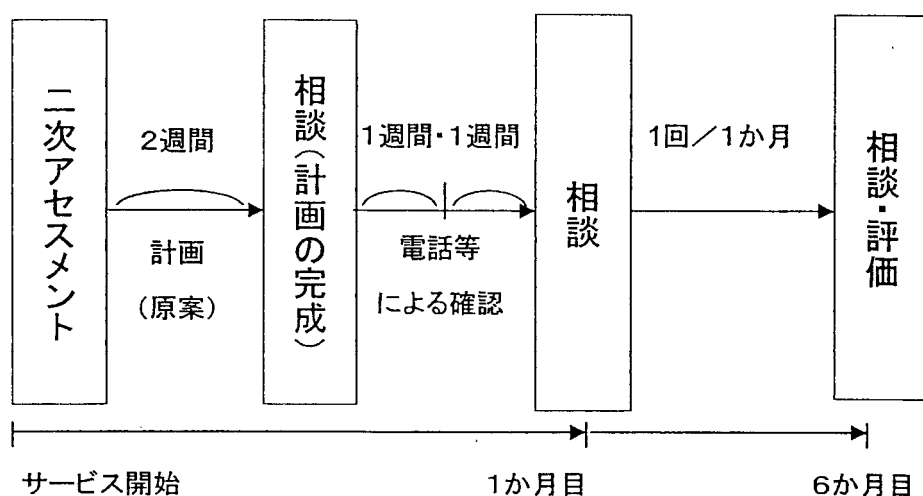 二次アセスメント
2週間
計画
(原案)
相談(計画の完成)
1週間・1週間
電話等
による確認
相談
1回/1か月
相談・評価
サービス開始
1か月目
6か月目